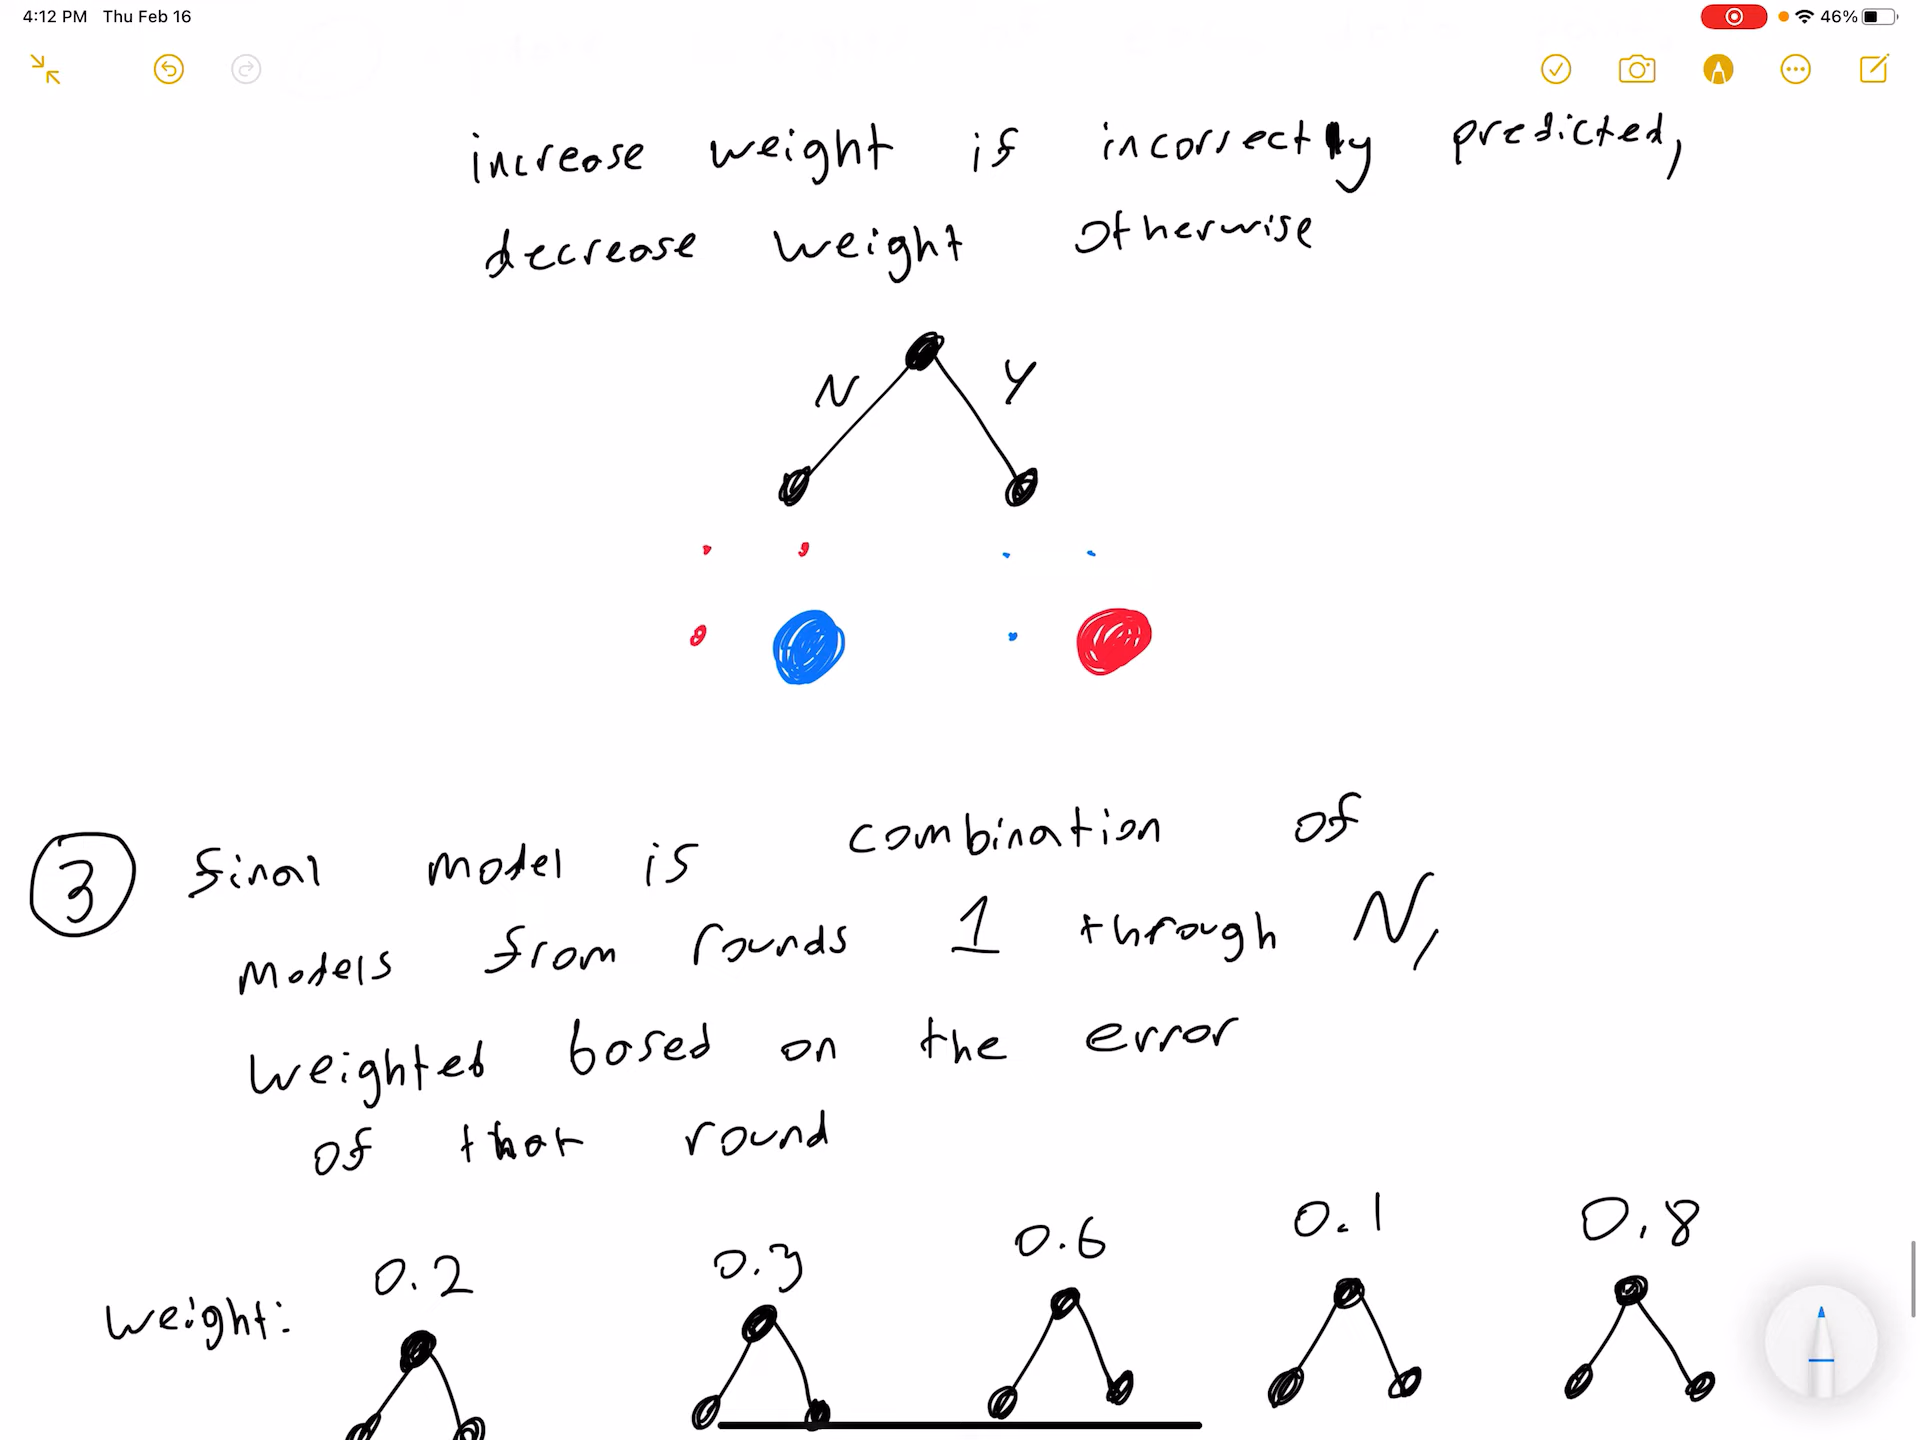 4:12 PM Thu Feb 16
46%
increase weight if incorrectly predicted,
decrease weight otherwise
N Y
3 final model is combination of
models from rounds 1 through N,
weighted based on the error
of that round
0.2 0.3 0.6 0.1 0.8
weight: